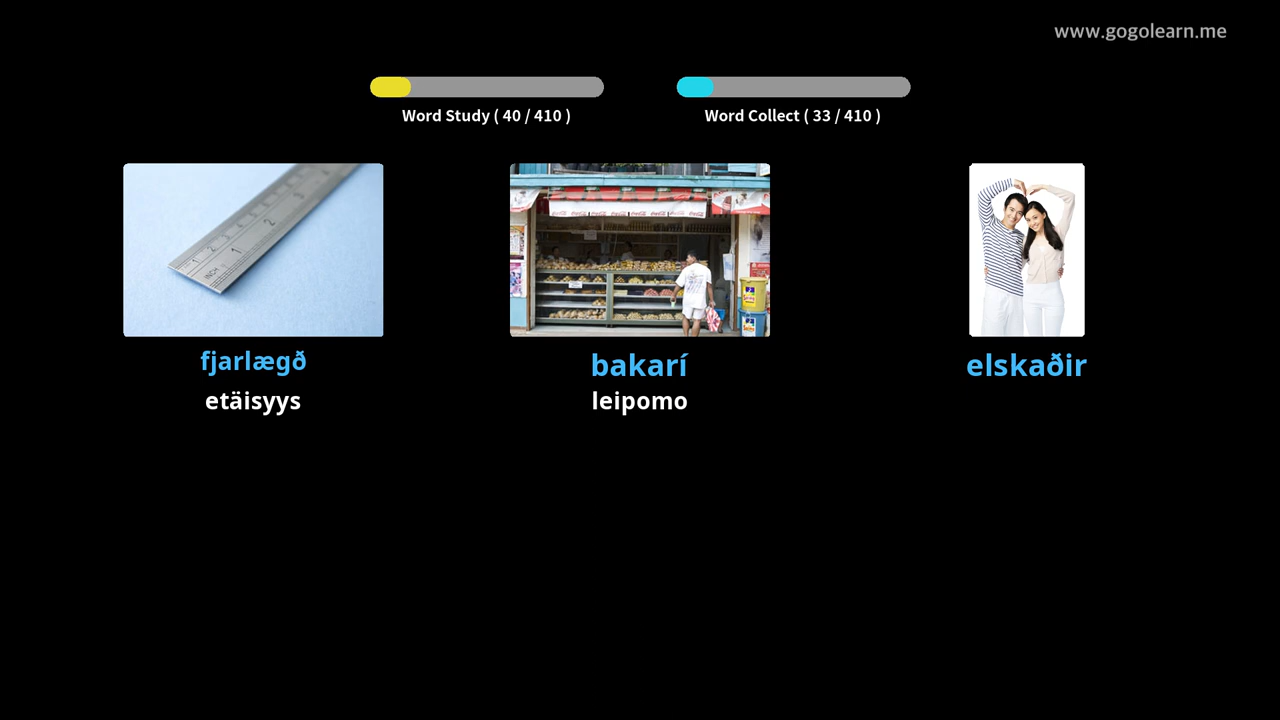 www.gogolearn.me
Word Study ( 40 / 410 )
Word Collect ( 33 / 410 )
fjarlægð
etäisyys
bakarí
leipomo
elskaðir